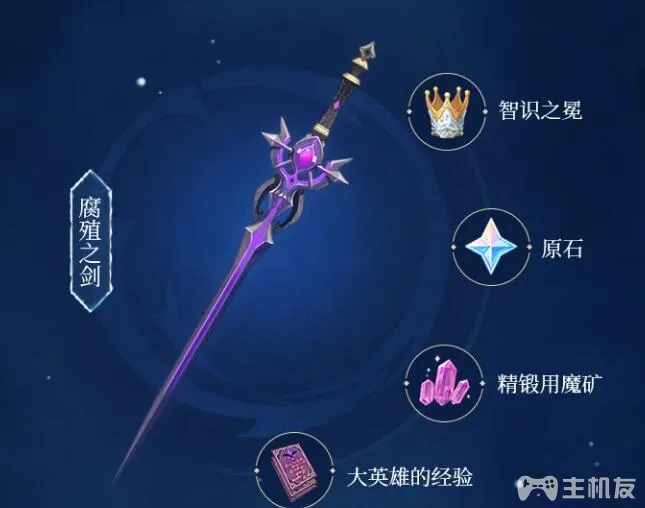 智识之冕
腐殖之剑
原石
精锻用魔矿
大英雄的经验
主机友